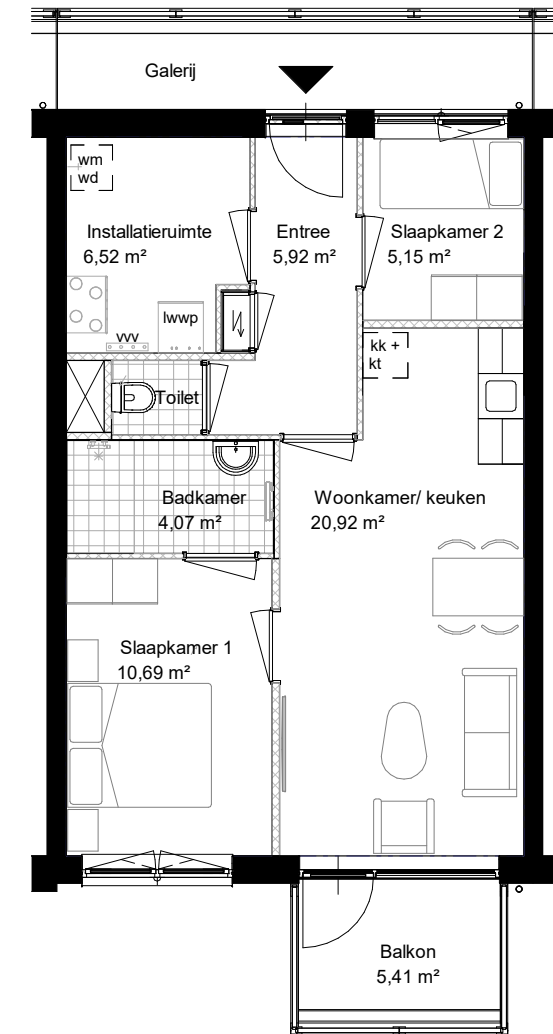 Galerij
wm
wd
Installatieruimte
6,52 m²
Entree
5,92 m²
Slaapkamer 2
5,15 m²
lwwp
vvv
kk +
kt
Toilet
Badkamer
4,07 m²
Woonkamer/ keuken
20,92 m²
Slaapkamer 1
10,69 m²
Balkon
5,41 m²